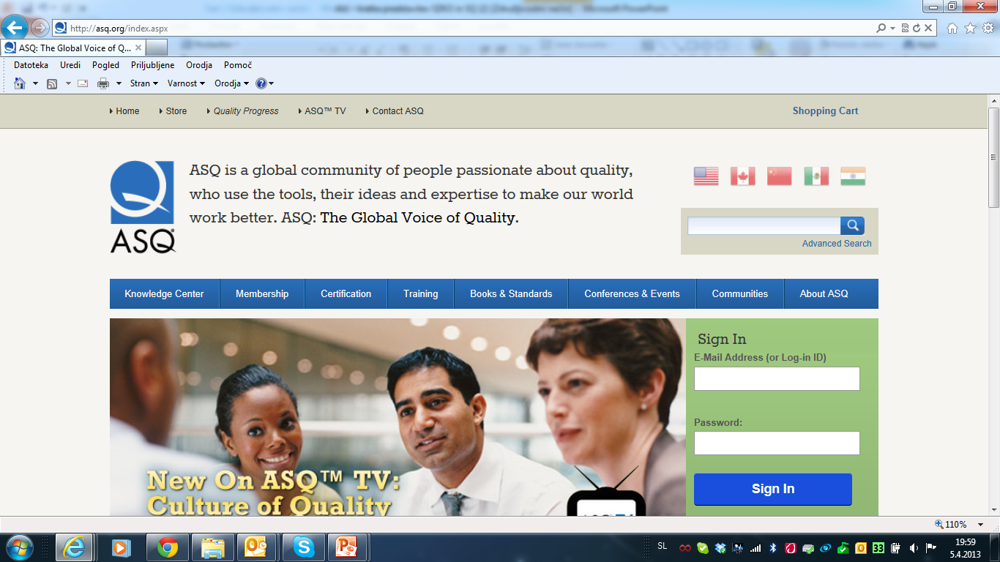 Microsoft PowerPoint
http://asq.org/index.aspx
ASQ: The Global Voice of Q...
Datoteka Uredi Pogled Priljubljene Orodja Pomoč
Stran Varnost Orodja
Home Store Quality Progress ASQ™ TV Contact ASQ Shopping Cart
ASQ is a global community of people passionate about quality,
who use the tools, their ideas and expertise to make our world
work better. ASQ: The Global Voice of Quality.
ASQ
Advanced Search
Knowledge Center Membership Certification Training Books & Standards Conferences & Events Communities About ASQ
New On ASQ™ TV:
Culture of Quality
Sign In
E-Mail Address (or Log-in ID)
Password:
Sign In
110%
SL
33
19:59
5.4.2013